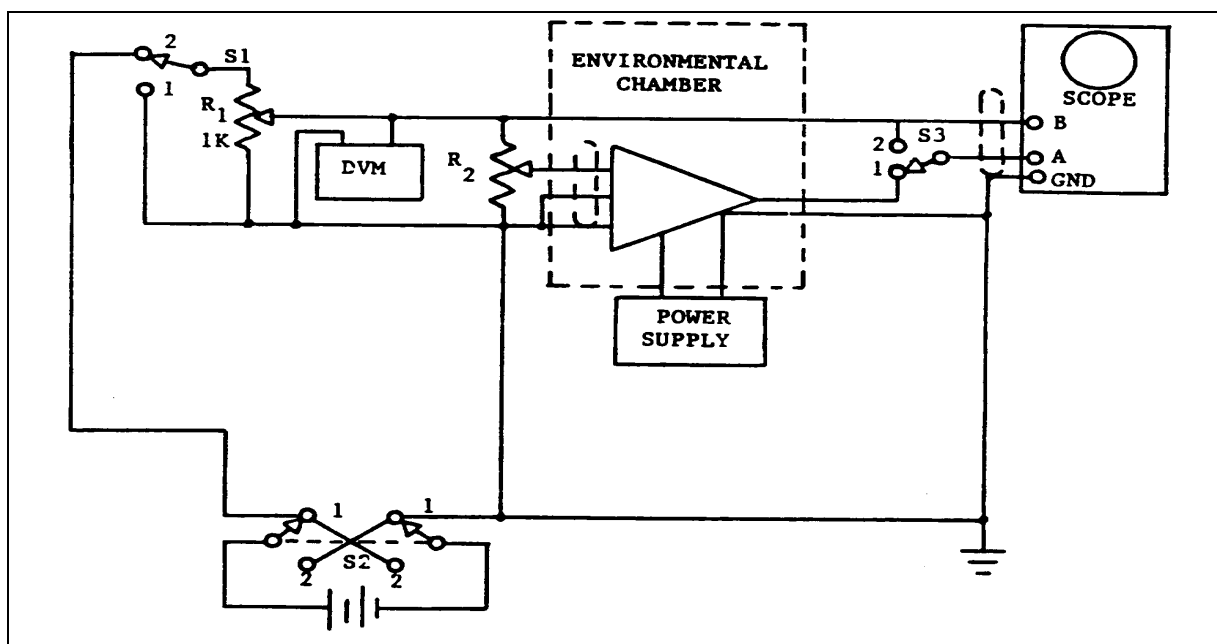 2
S1
1
R1
1K
DVM
R2
ENVIRONMENTAL
CHAMBER
POWER
SUPPLY
2
S3
1
SCOPE
B
A
GND
1
1
S2
2
2